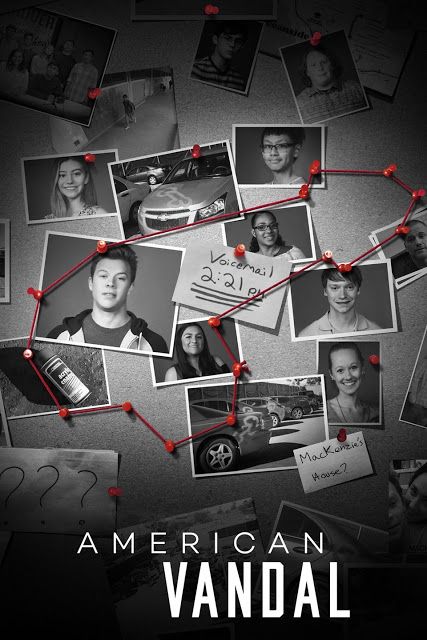 Voicemail
2:21 PM
MacKenzie's
House?
? ? ?
AMERICAN
VANDAL